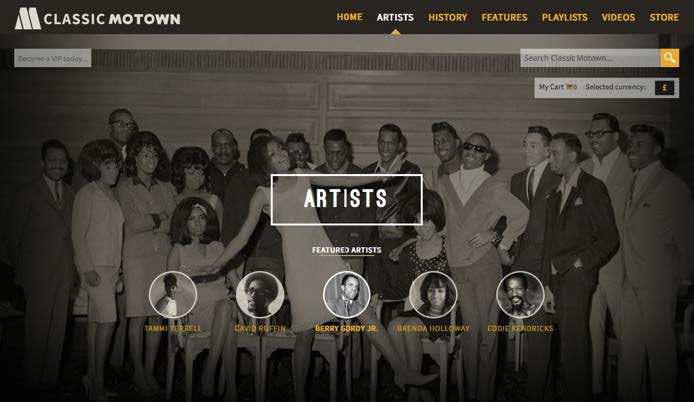 CLASSIC MOTOWN
HOME ARTISTS HISTORY FEATURES PLAYLISTS VIDEOS STORE
Become a VIP today...
Search Classic Motown...
My Cart 0 Selected currency: £
ARTISTS
FEATURED ARTISTS
TAMMI TERRELL DAVID RUFFIN BERRY GORDY JR. BRENDA HOLLOWAY EDDIE KENDRICKS